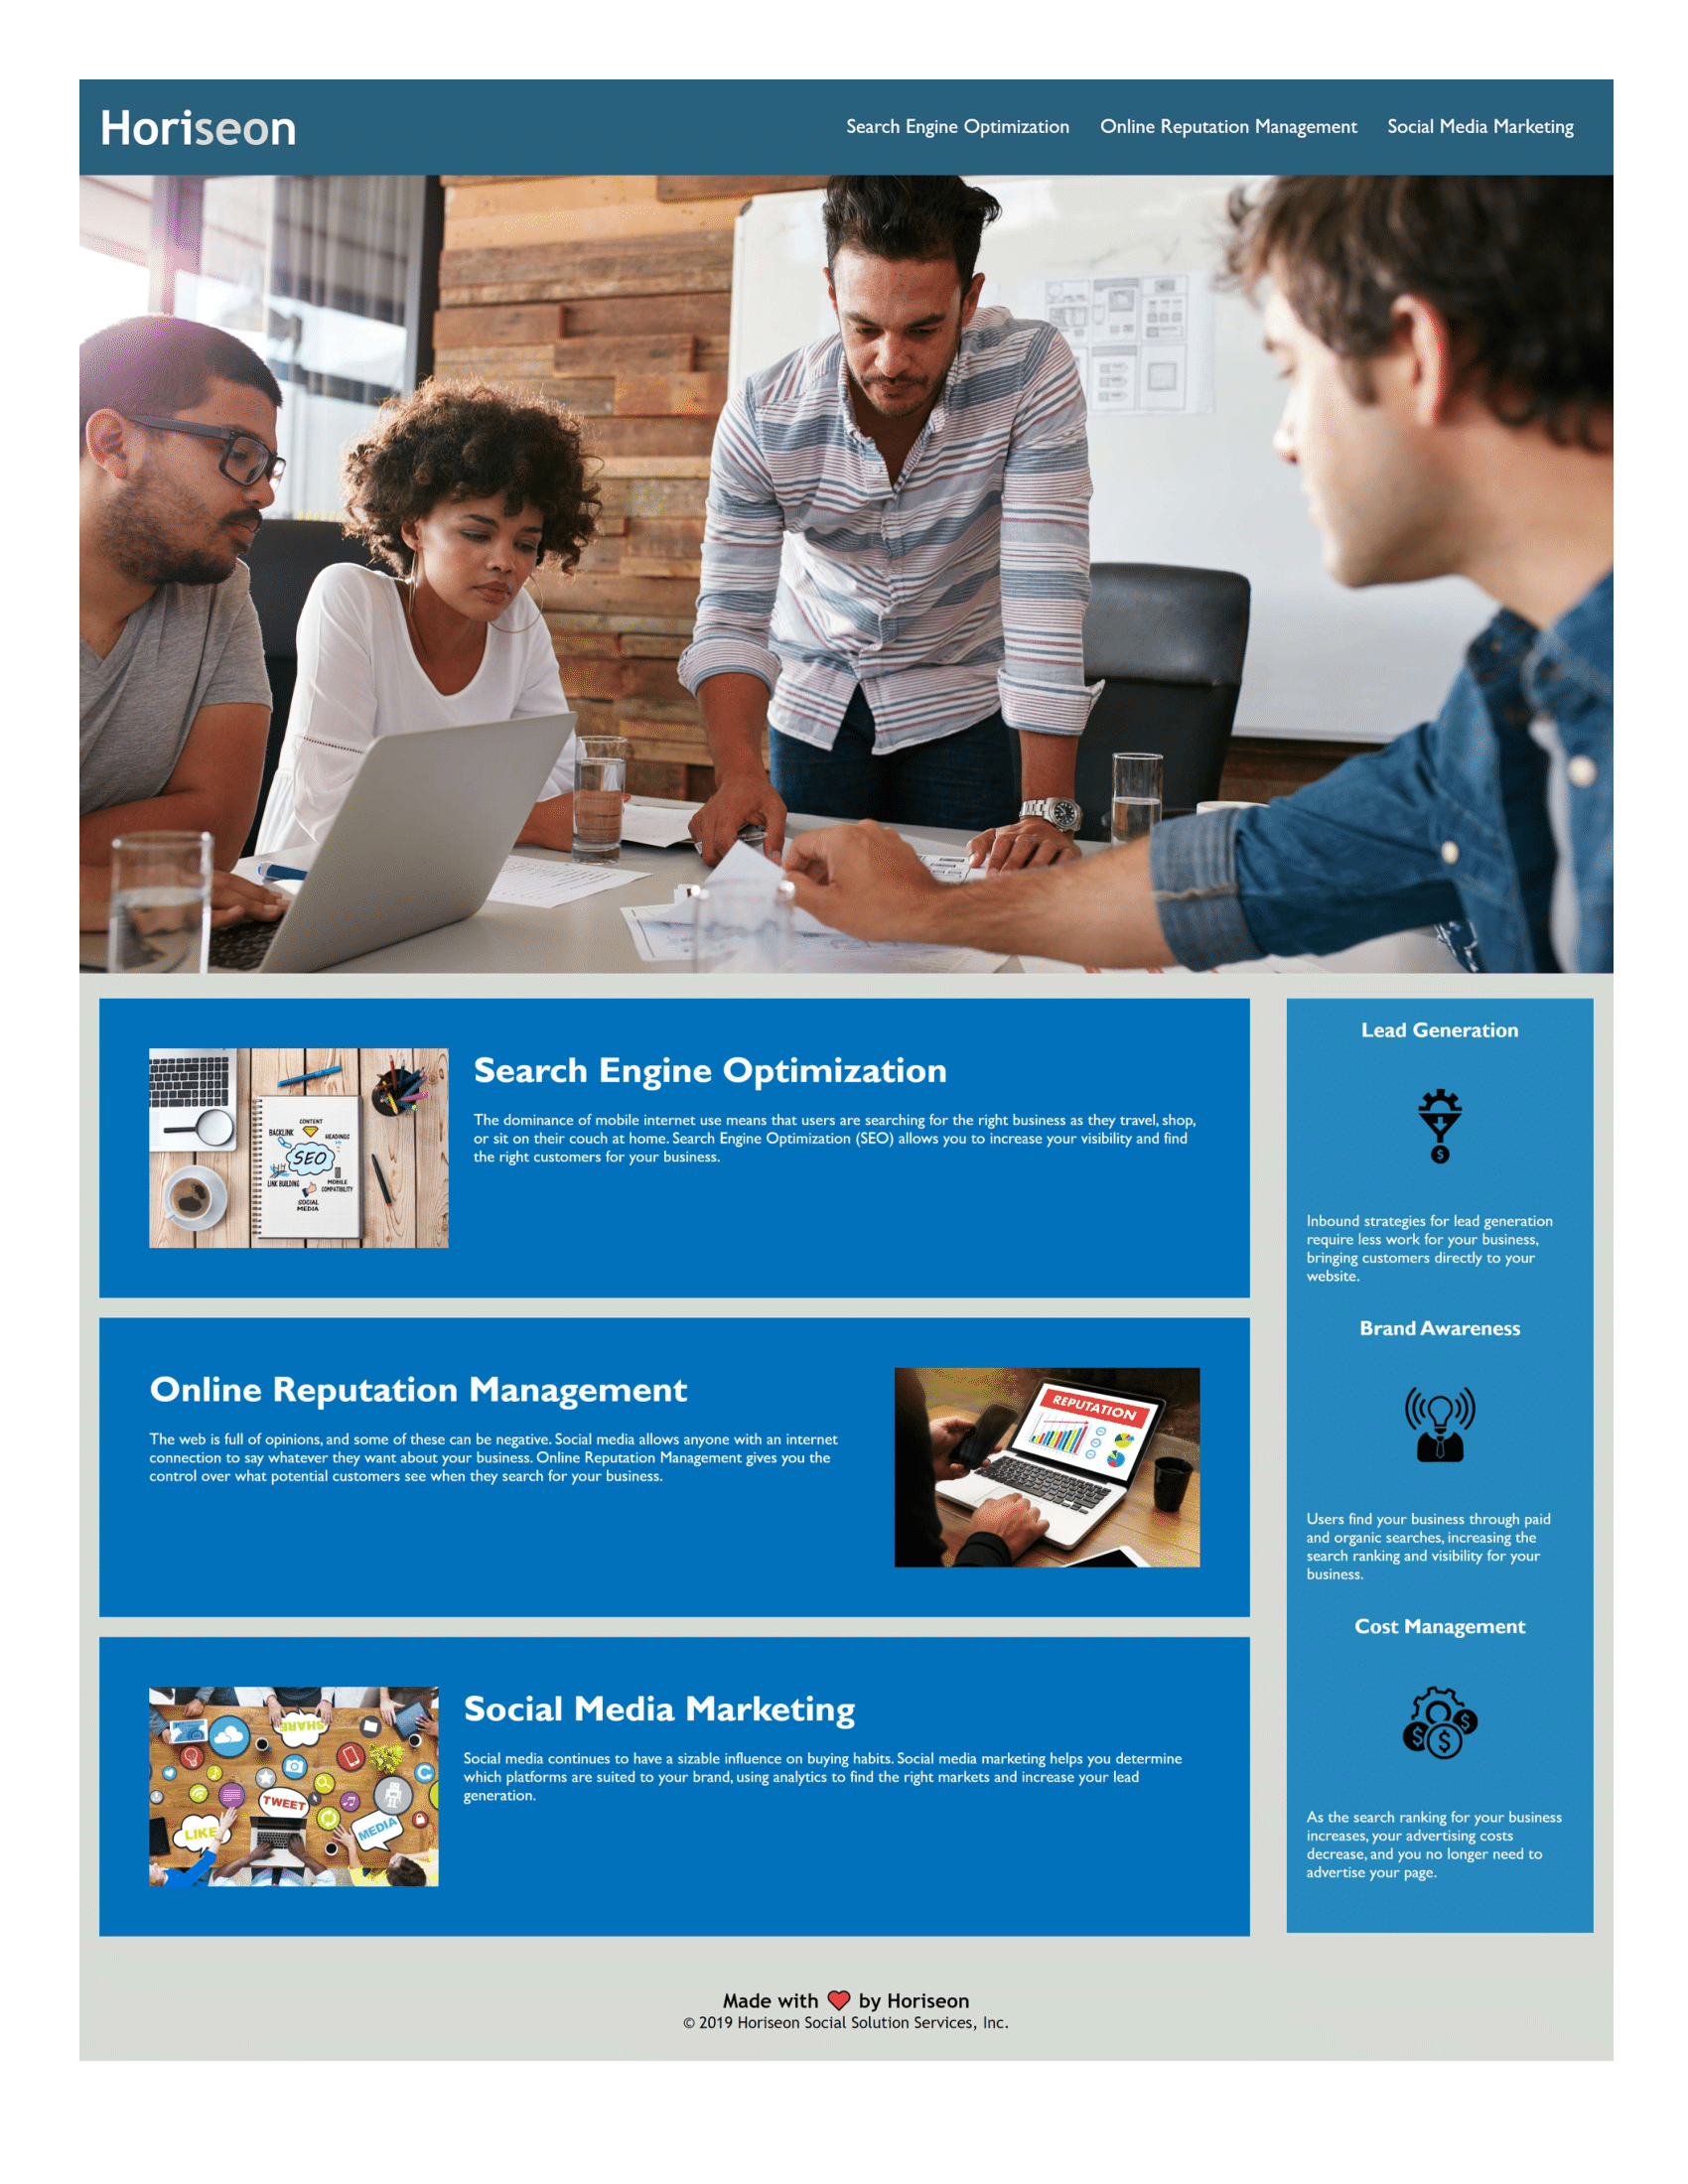 Horiseon
Search Engine Optimization
Online Reputation Management
Social Media Marketing
CONTENT
BACKLINK
HEADINGS
SEO
LINK BUILDING
MOBILE
COMPATIBILITY
SOCIAL
MEDIA
Search Engine Optimization
The dominance of mobile internet use means that users are searching for the right business as they travel, shop,
or sit on their couch at home. Search Engine Optimization (SEO) allows you to increase your visibility and find
the right customers for your business.
Online Reputation Management
The web is full of opinions, and some of these can be negative. Social media allows anyone with an internet
connection to say whatever they want about your business. Online Reputation Management gives you the
control over what potential customers see when they search for your business.
REPUTATION
SHARE
TWEET
LIKE
MEDIA
Social Media Marketing
Social media continues to have a sizable influence on buying habits. Social media marketing helps you determine
which platforms are suited to your brand, using analytics to find the right markets and increase your lead
generation.
Lead Generation
$
Inbound strategies for lead generation
require less work for your business,
bringing customers directly to your
website.
Brand Awareness
Users find your business through paid
and organic searches, increasing the
search ranking and visibility for your
business.
Cost Management
$ $ $
As the search ranking for your business
increases, your advertising costs
decrease, and you no longer need to
advertise your page.
Made with ❤️ by Horiseon
© 2019 Horiseon Social Solution Services, Inc.